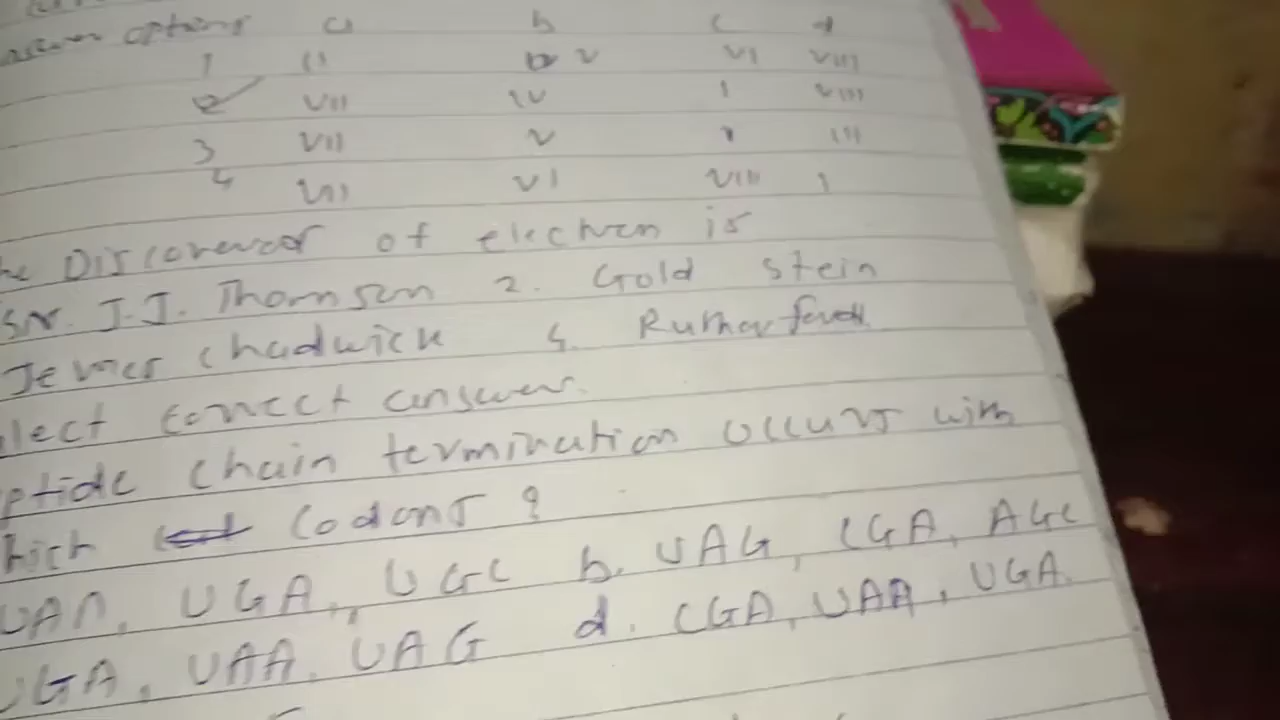 answer options a b c d
1 ii v vi viii
2 vii iv i viii
3 vii v i iii
4 vii vi viii i
Discoverer of electron is
Sr. J.J. Thomson 2. Gold stein
James chadwick 4. Rutherford
lect correct answer.
ptide chain termination occurs with
hich codons ?
UAA, UGA, UGC b. UAG, CGA, AGC
UGA, UAA, UAG d. CGA, UAA, UGA